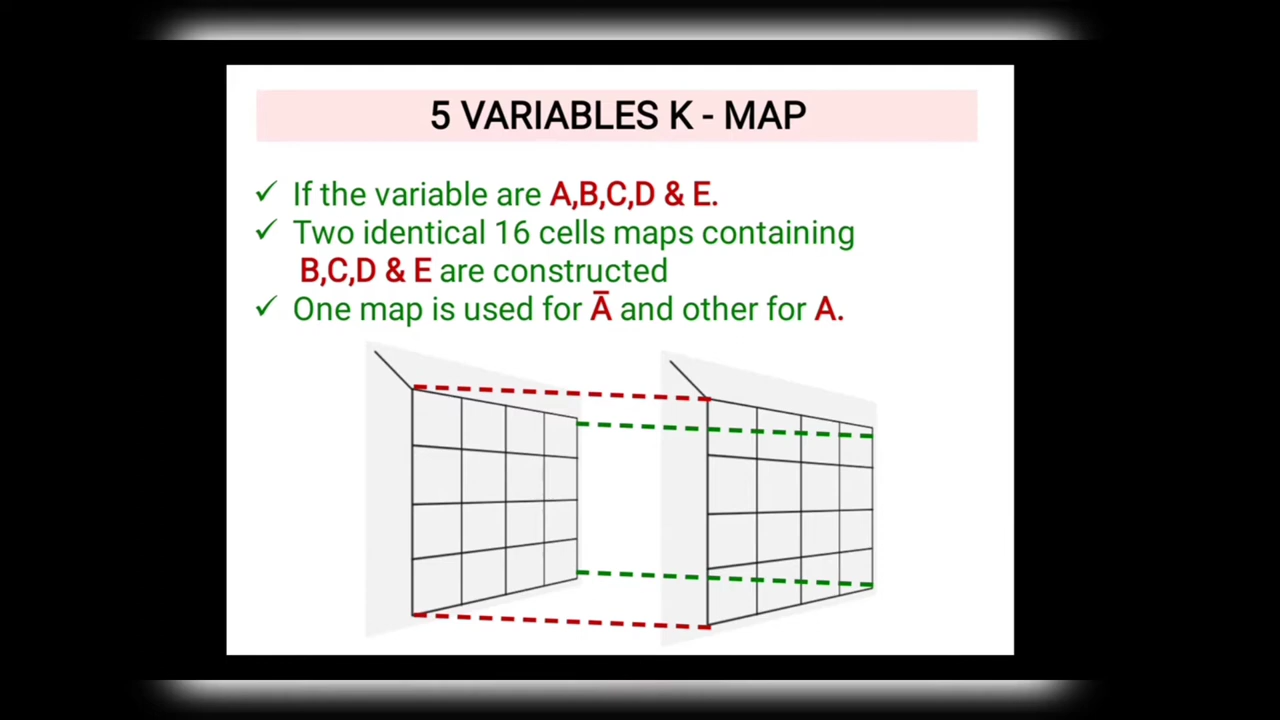 5 VARIABLES K - MAP
✓ If the variable are A,B,C,D & E.
✓ Two identical 16 cells maps containing
B,C,D & E are constructed
✓ One map is used for A̅ and other for A.